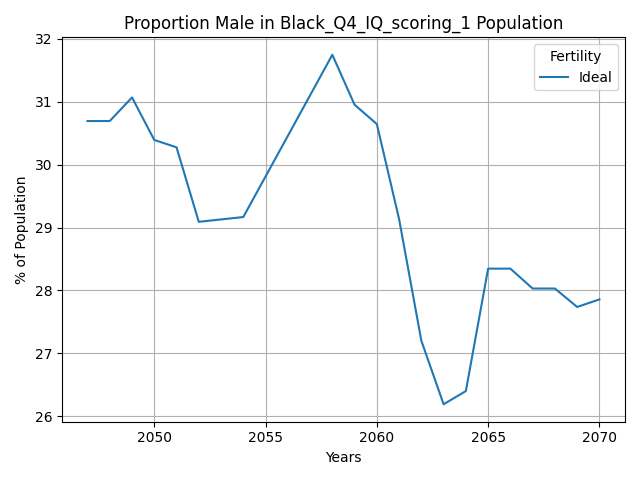 Proportion Male in Black_Q4_IQ_scoring_1 Population
32
31
30
29
28
27
26
% of Population
Fertility
Ideal
2050
2055
2060
2065
2070
Years